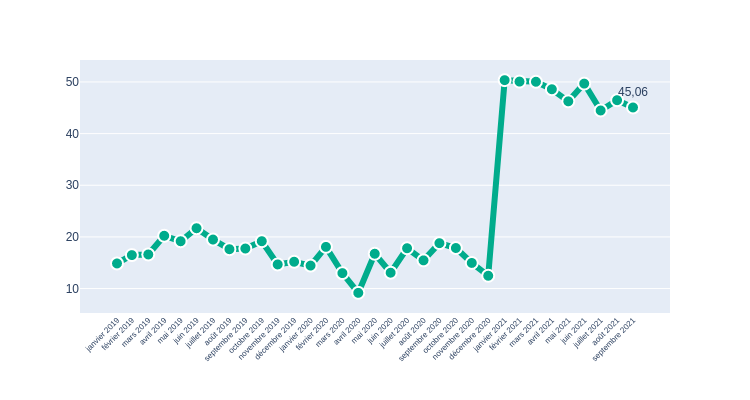 50
45,06
40
30
20
10
janvier 2019
février 2019
mars 2019
avril 2019
mai 2019
juin 2019
juillet 2019
août 2019
septembre 2019
octobre 2019
novembre 2019
décembre 2019
janvier 2020
février 2020
mars 2020
avril 2020
mai 2020
juin 2020
juillet 2020
août 2020
septembre 2020
octobre 2020
novembre 2020
décembre 2020
janvier 2021
février 2021
mars 2021
avril 2021
mai 2021
juin 2021
juillet 2021
août 2021
septembre 2021